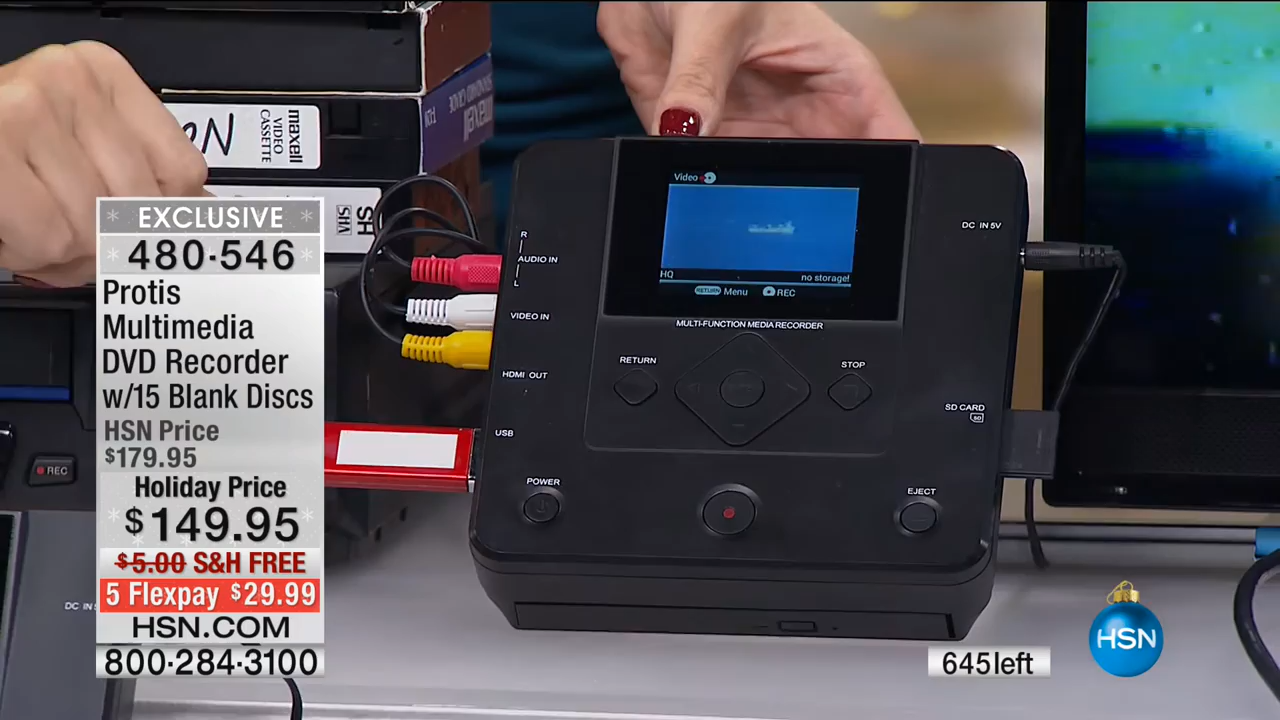 EXCLUSIVE
480·546
Protis
Multimedia
DVD Recorder
w/15 Blank Discs
HSN Price
$179.95
Holiday Price
$149.95
$5.00 S&H FREE
5 Flexpay $29.99
HSN.COM
800·284·3100
maxell
VIDEO
CASSETTE
maxell
VHS
REC
DC IN 5
Video
HQ
no storage!
RETURN Menu
REC
MULTI-FUNCTION MEDIA RECORDER
R
AUDIO IN
L
VIDEO IN
HDMI OUT
USB
POWER
RETURN
STOP
DC IN 5V
SD CARD
EJECT
645left
HSN